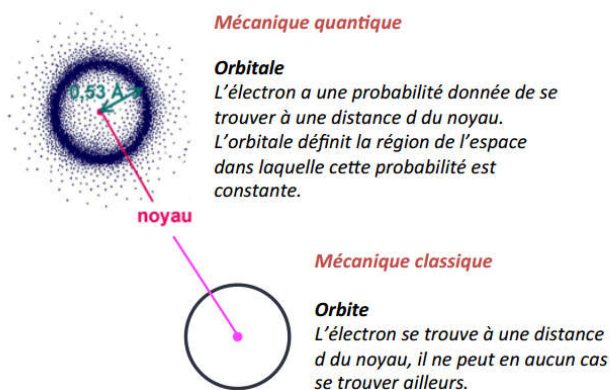 Mécanique quantique
Orbitale
L'électron a une probabilité donnée de se
trouver à une distance d du noyau.
L'orbitale définit la région de l'espace
dans laquelle cette probabilité est
constante.
0,53 Å
noyau
Mécanique classique
Orbite
L'électron se trouve à une distance
d du noyau, il ne peut en aucun cas
se trouver ailleurs.